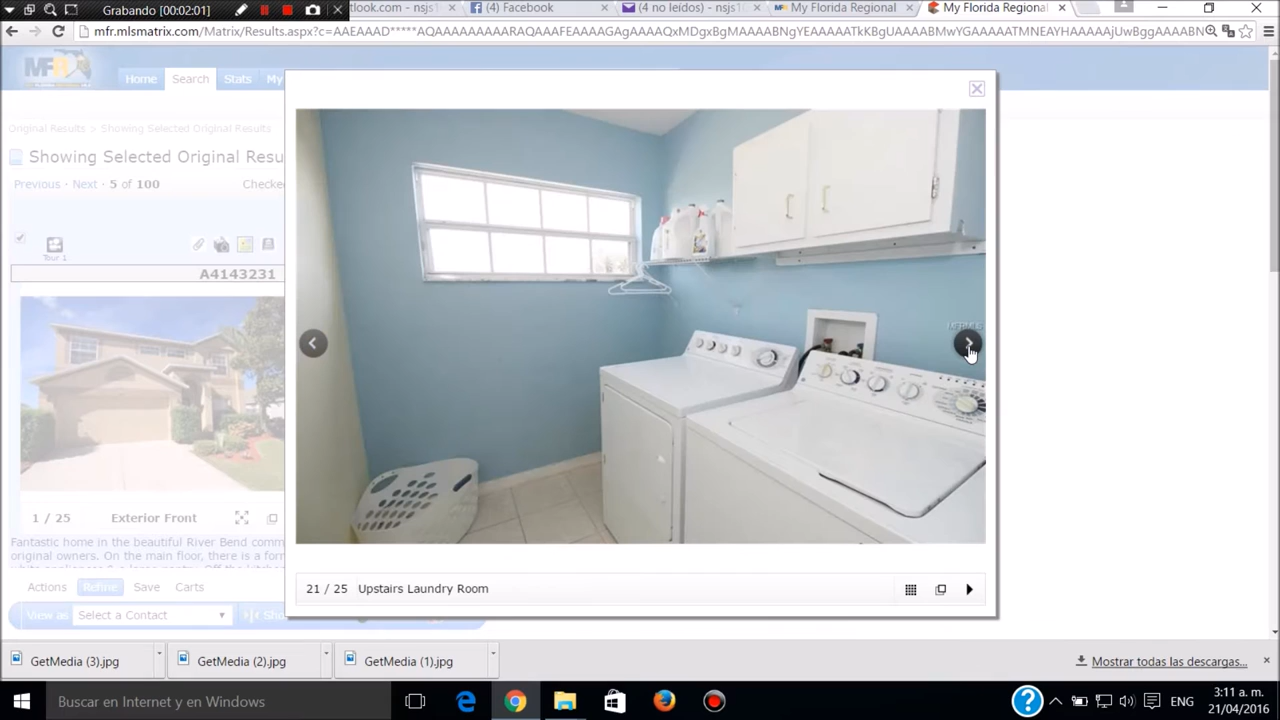 Grabando [00:02:01]
tlook.com - nsjs1
(4) Facebook
(4 no leídos) - nsjs1
My Florida Regional
My Florida Regional
mfr.mlsmatrix.com/Matrix/Results.aspx?
MFR
Home
Search
Stats
My
Original Results > Showing Selected Original Results
Showing Selected Original Resu
Previous · Next · 5 of 100
Checke
Tour 1
A4143231
1 / 25
Exterior Front
Fantastic home in the beautiful River Bend comm
original owners. On the main floor, there is a form
Actions
Refine
Save
Carts
View as
Select a Contact
21 / 25
Upstairs Laundry Room
GetMedia (3).jpg
GetMedia (2).jpg
GetMedia (1).jpg
Mostrar todas las descargas...
Buscar en Internet y en Windows
ENG
3:11 a. m.
21/04/2016